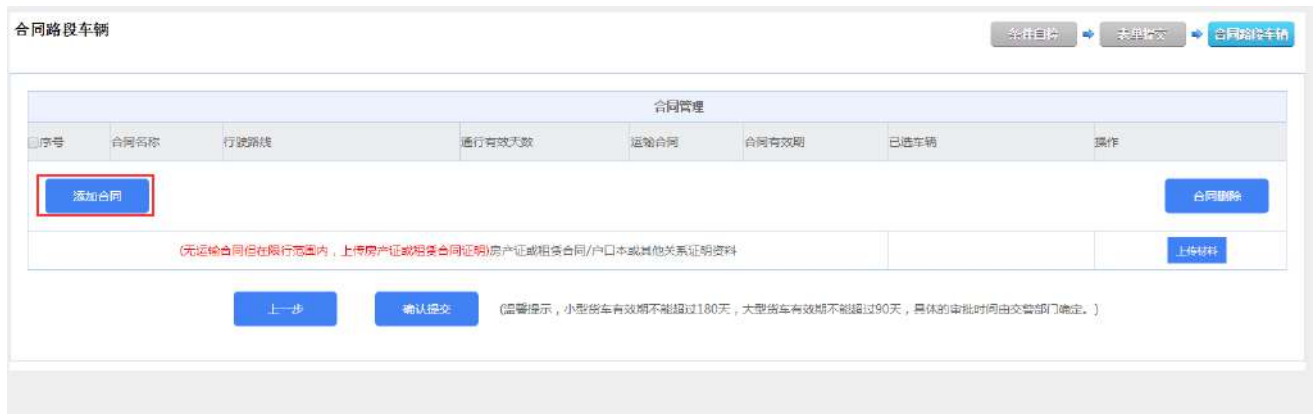 合同路段车辆
条件自检
表单提交
合同路段车辆
合同管理
序号 合同名称 行驶路线 通行有效天数 运输合同 合同有效期 已选车辆 操作
添加合同 合同删除
(无运输合同但在限行范围内，上传房产证或租赁合同证明)房产证或租赁合同/户口本或其他关系证明资料 上传材料
上一步 确认提交 (温馨提示，小型货车有效期不能超过180天，大型货车有效期不能超过90天，具体的审批时间由交警部门确定。)